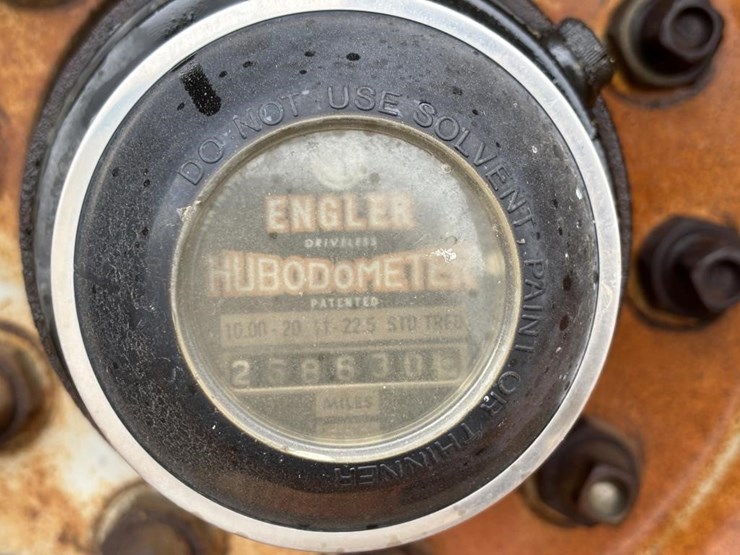 DO NOT USE SOLVENT, PAINT OR THINNER
ENGLER
DRIVELESS
HUBODOMETER
PATENTED
10.00-20 11-22.5 STD TRED
MILES